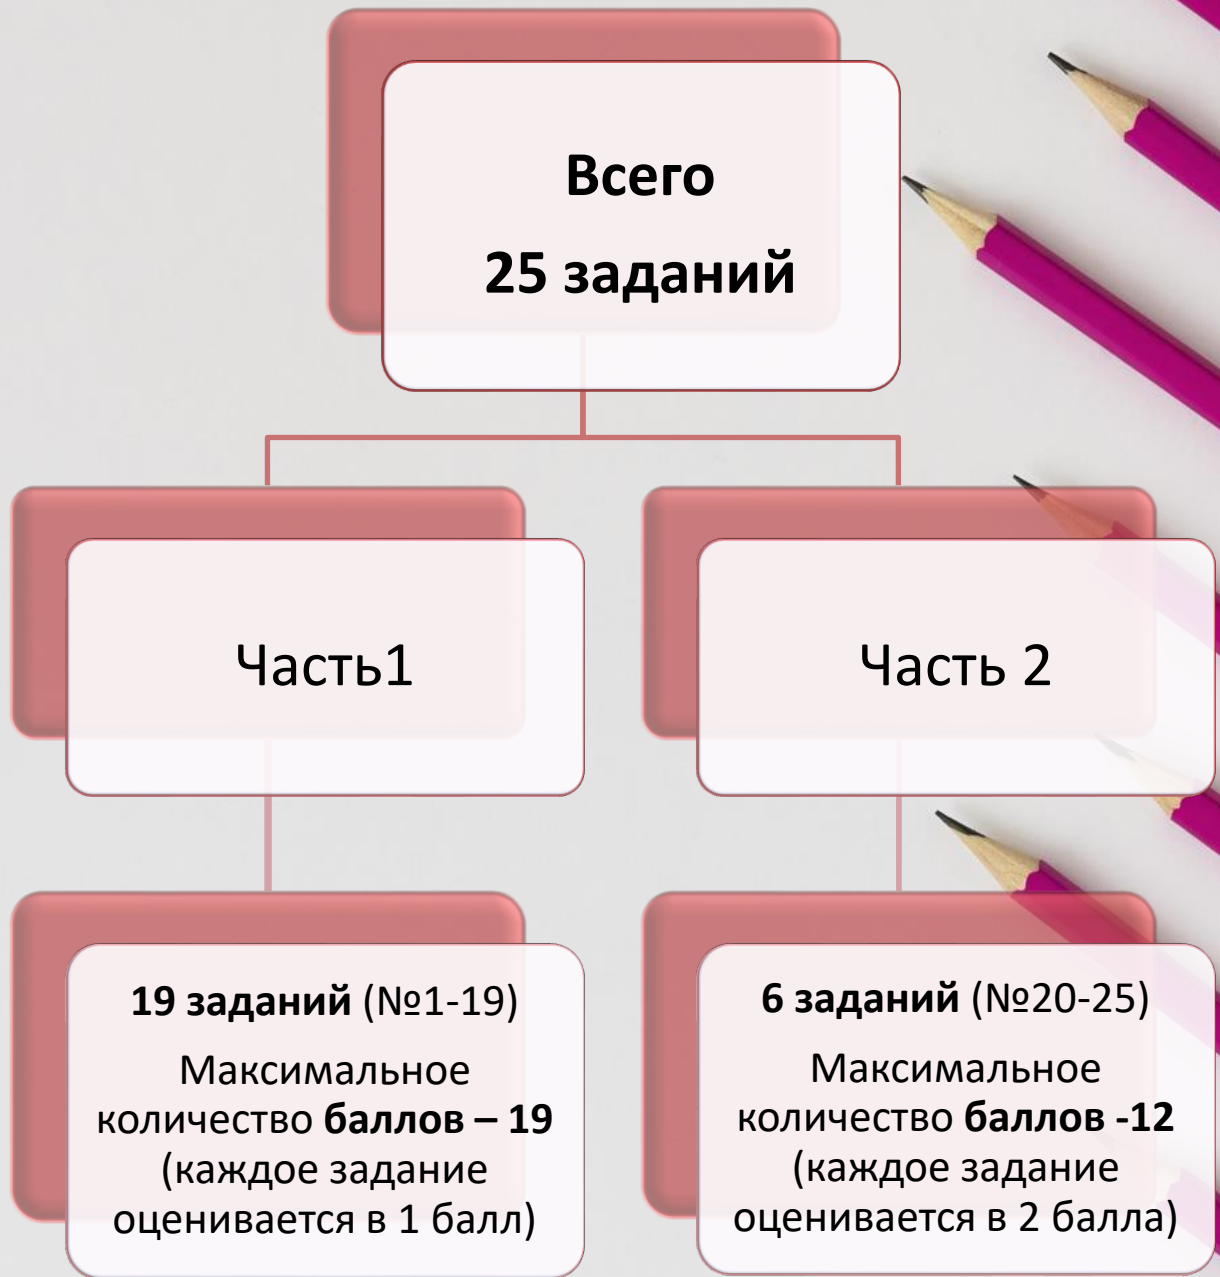 Всего
25 заданий
Часть1
Часть 2
19 заданий (№1-19)
Максимальное
количество баллов – 19
(каждое задание
оценивается в 1 балл)
6 заданий (№20-25)
Максимальное
количество баллов -12
(каждое задание
оценивается в 2 балла)